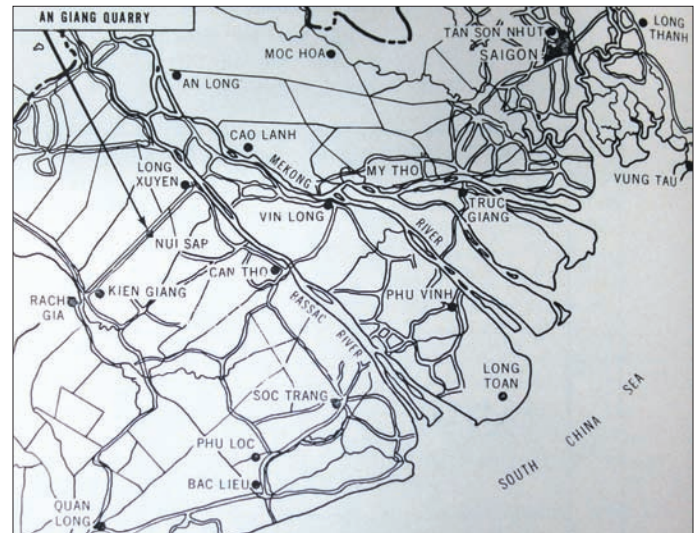 AN GIANG QUARRY
LONG
THANH
TAN SON NHUT
SAIGON
MOC HOA
AN LONG
CAO LANH
MEKONG
MY THO
VUNG TAU
LONG
XUYEN
VIN LONG
TRUC
GIANG
RIVER
NUI SAP
CAN THO
KIEN GIANG
RACH
GIA
BASSAC
RIVER
PHU VINH
LONG
TOAN
SOC TRANG
SOUTH CHINA SEA
PHU LOC
BAC LIEU
QUAN
LONG